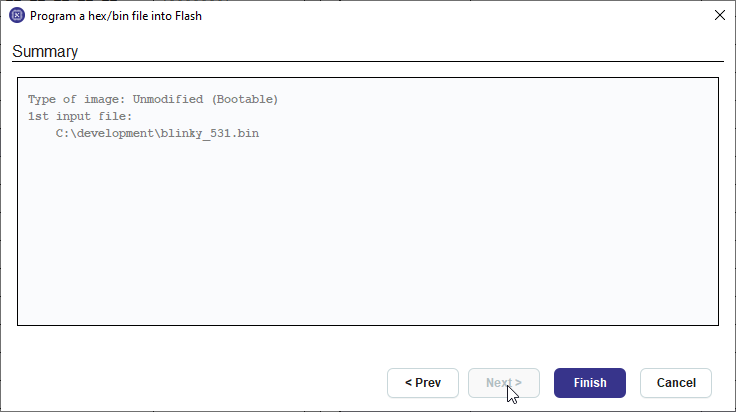 Program a hex/bin file into Flash
Summary
Type of image: Unmodified (Bootable)
1st input file:
C:\development\blinky_531.bin
< Prev
Next >
Finish
Cancel